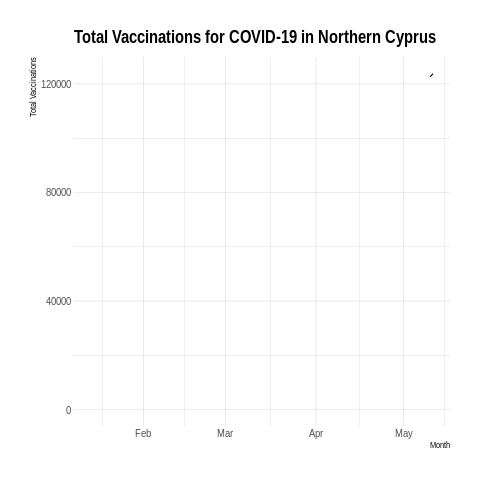 Total Vaccinations for COVID-19 in Northern Cyprus
Total Vaccinations
120000
80000
40000
0
Feb Mar Apr May
Month